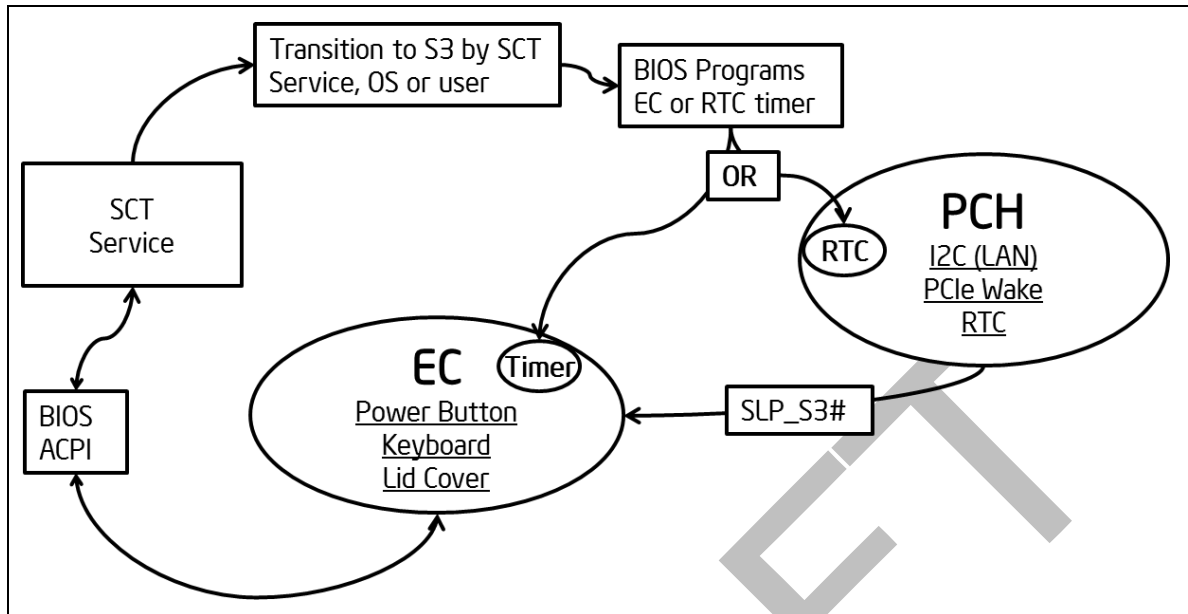 Transition to S3 by SCT
Service, OS or user
BIOS Programs
EC or RTC timer
OR
SCT
Service
PCH
RTC
I2C (LAN)
PCIe Wake
RTC
EC
Timer
Power Button
Keyboard
Lid Cover
SLP_S3#
BIOS
ACPI